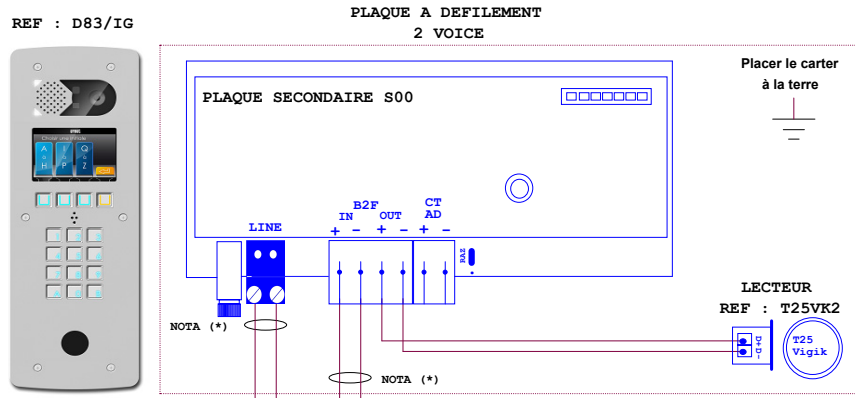 REF : D83/IG
PLAQUE A DEFILEMENT
2 VOICE
Placer le carter
à la terre
PLAQUE SECONDAIRE S00
A
à
H
I
à
P
Q
à
Z
B2F
IN
OUT
CT
AD
+ - + - + -
LINE
RAZ
NOTA (*)
NOTA (*)
LECTEUR
REF : T25VK2
D+
D-
T25
Vigik